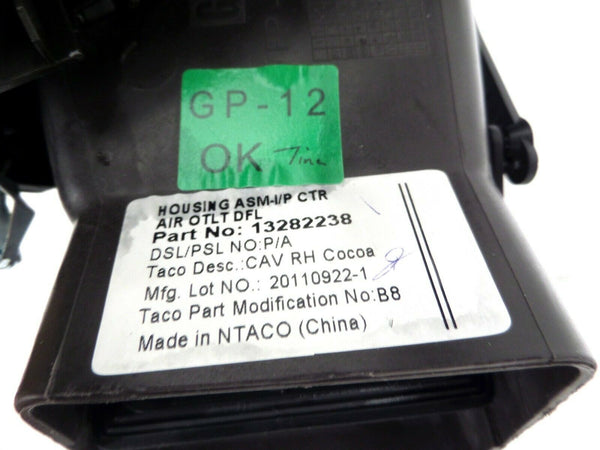 GP-12
OK Tina
HOUSING ASM-I/P CTR
AIR OTLT DFL
Part No: 13282238
DSL/PSL NO:P/A
Taco Desc.:CAV RH Cocoa
Mfg. Lot NO.: 20110922-1
Taco Part Modification No:B8
Made in NTACO (China)